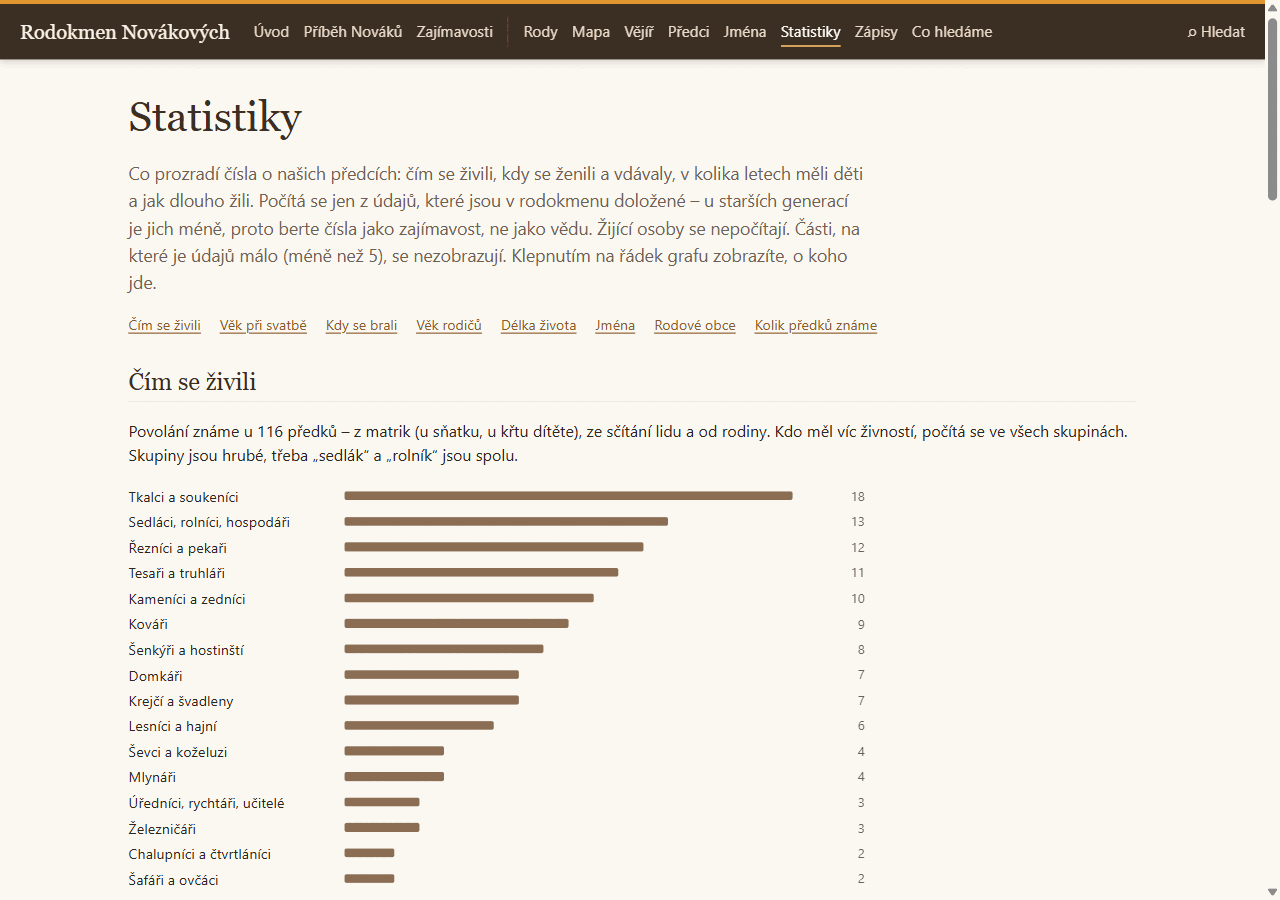 Rodokmen Novákových Úvod Příběh Nováků Zajímavosti Rody Mapa Vějíř Předci Jména Statistiky Zápisy Co hledáme Hledat
Statistiky
Co prozradí čísla o našich předcích: čím se živili, kdy se ženili a vdávaly, v kolika letech měli děti
a jak dlouho žili. Počítá se jen z údajů, které jsou v rodokmenu doložené – u starších generací
je jich méně, proto berte čísla jako zajímavost, ne jako vědu. Žijící osoby se nepočítají. Části, na
které je údajů málo (méně než 5), se nezobrazují. Klepnutím na řádek grafu zobrazíte, o koho
jde.
Čím se živili Věk při svatbě Kdy se brali Věk rodičů Délka života Jména Rodové obce Kolik předků známe
Čím se živili
Povolání známe u 116 předků – z matrik (u sňatku, u křtu dítěte), ze sčítání lidu a od rodiny. Kdo měl víc živností, počítá se ve všech skupinách.
Skupiny jsou hrubé, třeba „sedlák“ a „rolník“ jsou spolu.
Tkalci a soukeníci 18
Sedláci, rolníci, hospodáři 13
Řezníci a pekaři 12
Tesaři a truhláři 11
Kameníci a zedníci 10
Kováři 9
Šenkýři a hostinští 8
Domkáři 7
Krejčí a švadleny 7
Lesníci a hajní 6
Ševci a koželuzi 4
Mlynáři 4
Úředníci, rychtáři, učitelé 3
Železničáři 3
Chalupníci a čtvrtláníci 2
Šafáři a ovčáci 2